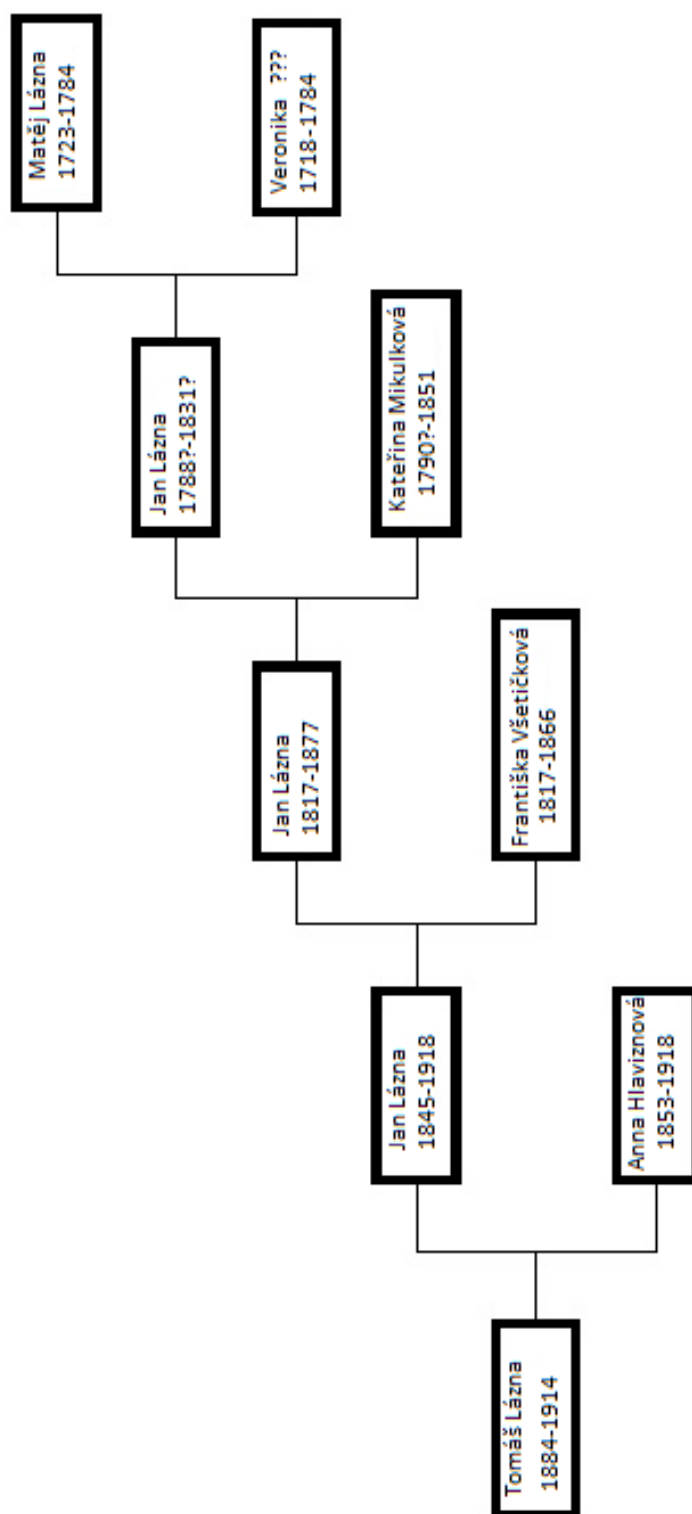 Matěj Lázna
1723-1784
Veronika ???
1718-1784
Jan Lázna
1788?-1831?
Kateřina Mikulková
1790?-1851
Jan Lázna
1817-1877
Františka Všetičková
1817-1866
Jan Lázna
1845-1918
Anna Hlaviznová
1853-1918
Tomáš Lázna
1884-1914